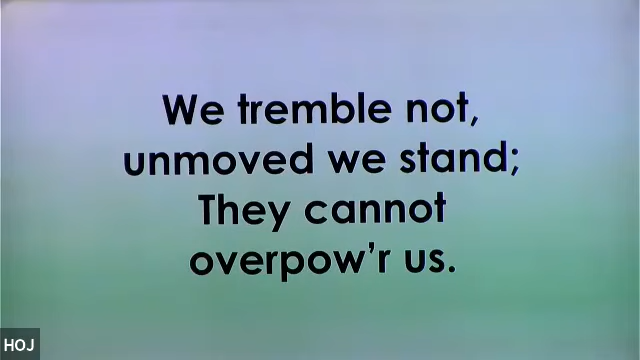 We tremble not,
unmoved we stand;
They cannot
overpow'r us.
HOJ